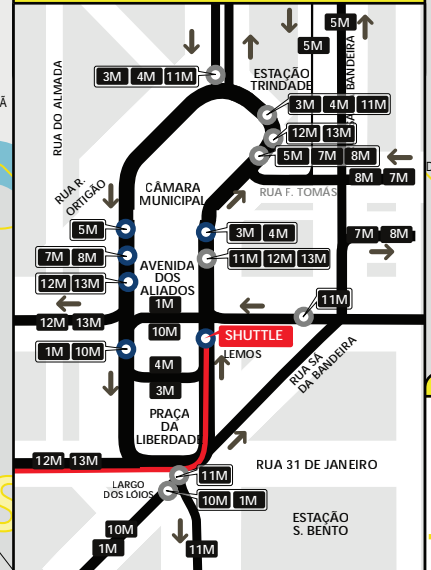 5M
5M
3M 4M 11M
RUA DO ALMADA
ESTAÇÃO
TRINDADE
BANDEIRA
3M 4M 11M
12M 13M
5M 7M 8M
8M 7M
RUA F. TOMÁS
RUA R.
ORTIGÃO
CÂMARA
MUNICIPAL
5M
3M 4M
7M 8M
7M 8M
11M 12M 13M
AVENIDA
DOS
ALIADOS
12M 13M
1M
11M
12M 13M
10M
SHUTTLE
LEMOS
1M 10M
4M
3M
RUA SÁ
DA BANDEIRA
PRAÇA
DA
LIBERDADE
12M 13M
RUA 31 DE JANEIRO
11M
LARGO
DOS LÓIOS
10M 1M
ESTAÇÃO
S. BENTO
10M
1M
11M